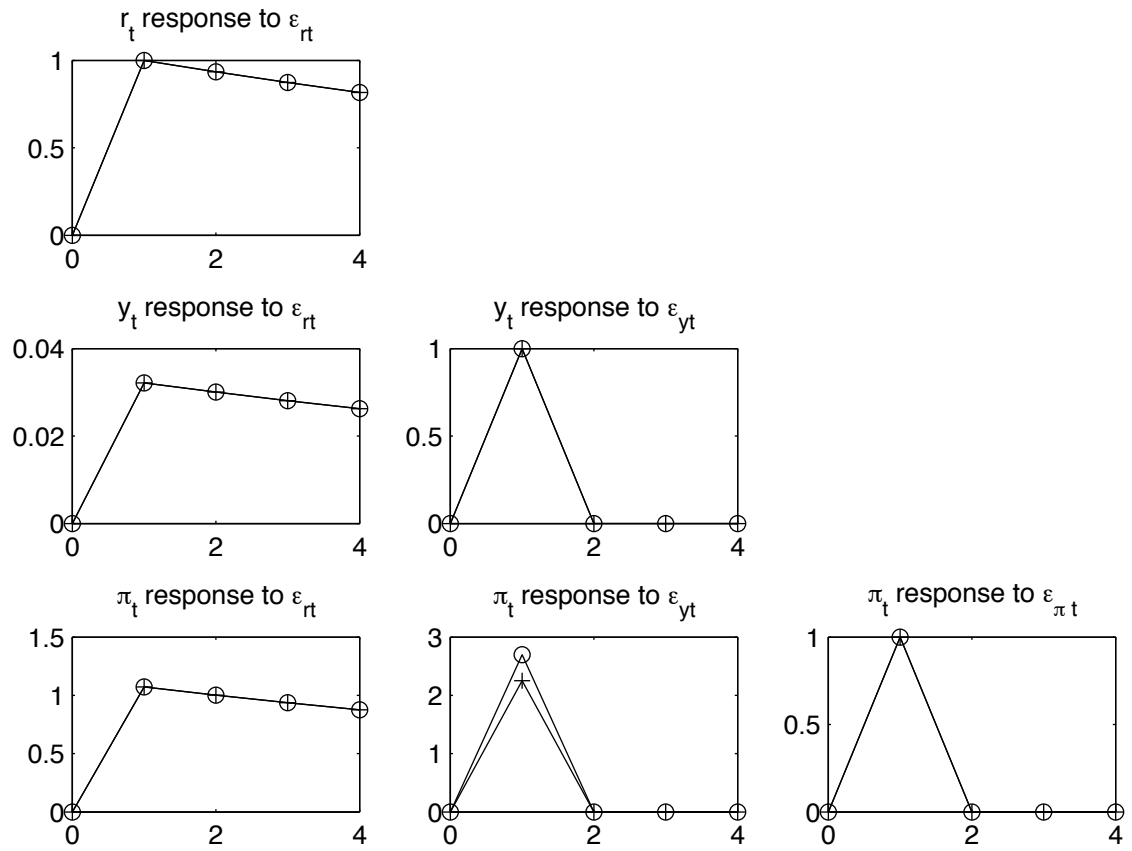 r_t response to ε_rt
1
0.5
0
0 2 4
y_t response to ε_rt
y_t response to ε_yt
0.04
0.02
0
0 2 4
1
0.5
0
0 2 4
π_t response to ε_rt
π_t response to ε_yt
π_t response to ε_π t
1.5
1
0.5
0
0 2 4
3
2
1
0
0 2 4
1
0.5
0
0 2 4